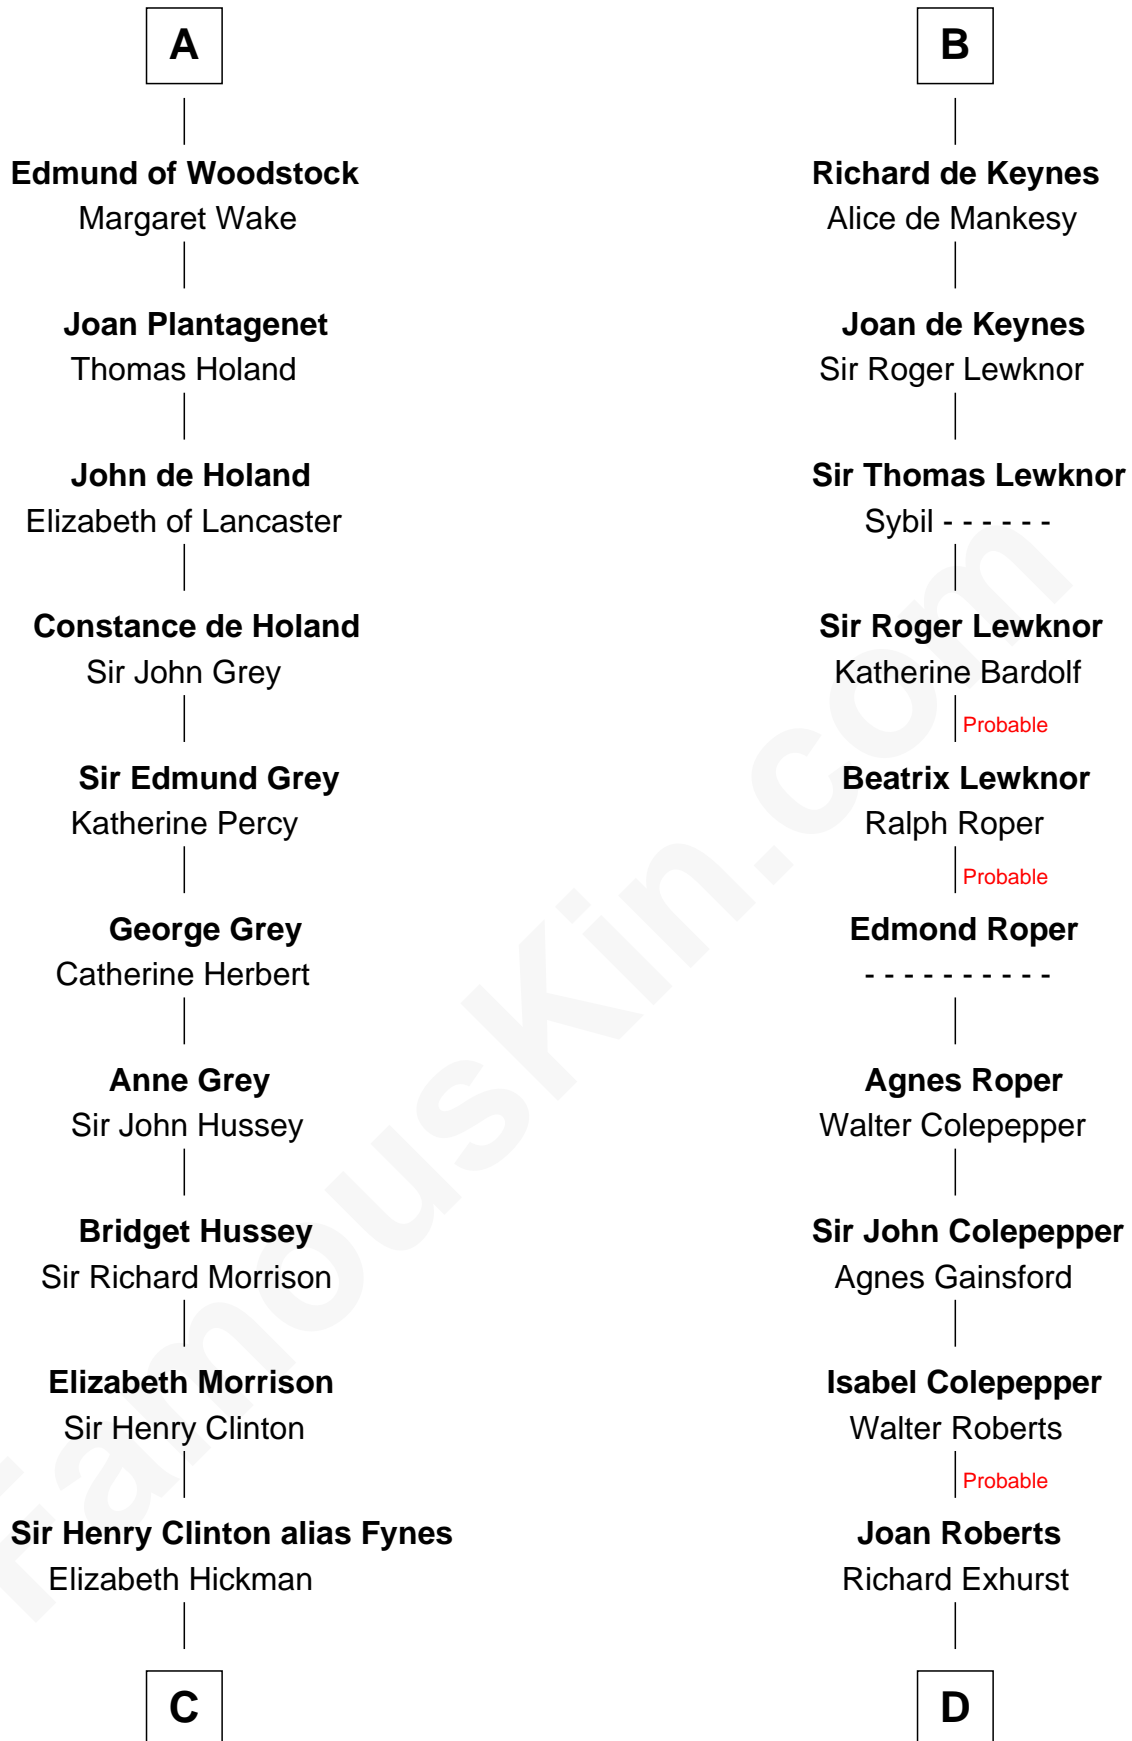 A
Edmund of Woodstock
Margaret Wake
Joan Plantagenet
Thomas Holand
John de Holand
Elizabeth of Lancaster
Constance de Holand
Sir John Grey
Sir Edmund Grey
Katherine Percy
George Grey
Catherine Herbert
Anne Grey
Sir John Hussey
Bridget Hussey
Sir Richard Morrison
Elizabeth Morrison
Sir Henry Clinton
Sir Henry Clinton alias Fynes
Elizabeth Hickman
C
B
Richard de Keynes
Alice de Mankesy
Joan de Keynes
Sir Roger Lewknor
Sir Thomas Lewknor
Sybil - - - - - -
Sir Roger Lewknor
Katherine Bardolf
Probable
Beatrix Lewknor
Ralph Roper
Probable
Edmond Roper
- - - - - - - - - -
Agnes Roper
Walter Colepepper
Sir John Colepepper
Agnes Gainsford
Isabel Colepepper
Walter Roberts
Probable
Joan Roberts
Richard Exhurst
D
FamousKin.com